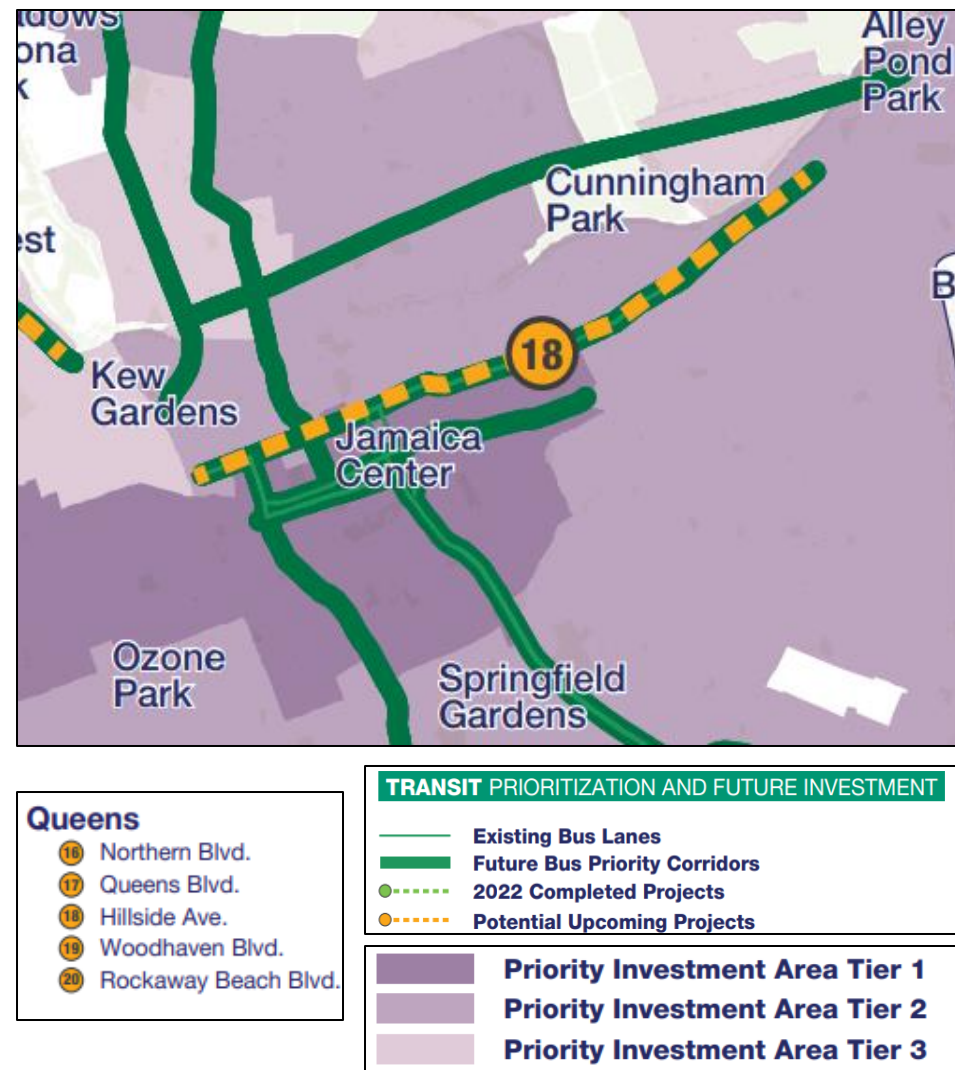 Alley
Pond
Park
Cunningham
Park
18
Kew
Gardens
Jamaica
Center
Ozone
Park
Springfield
Gardens
Queens
16 Northern Blvd.
17 Queens Blvd.
18 Hillside Ave.
19 Woodhaven Blvd.
20 Rockaway Beach Blvd.
TRANSIT PRIORITIZATION AND FUTURE INVESTMENT
Existing Bus Lanes
Future Bus Priority Corridors
2022 Completed Projects
Potential Upcoming Projects
Priority Investment Area Tier 1
Priority Investment Area Tier 2
Priority Investment Area Tier 3